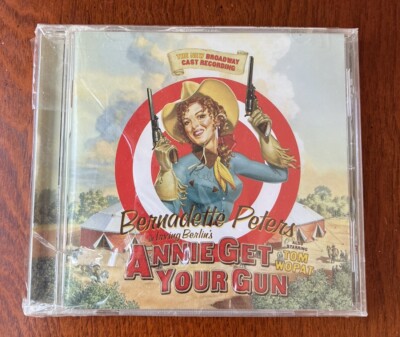 THE NEW BROADWAY
CAST RECORDING
Bernadette Peters
Irving Berlin's
ANNIE GET
YOUR GUN
STARRING
TOM
WOPAT